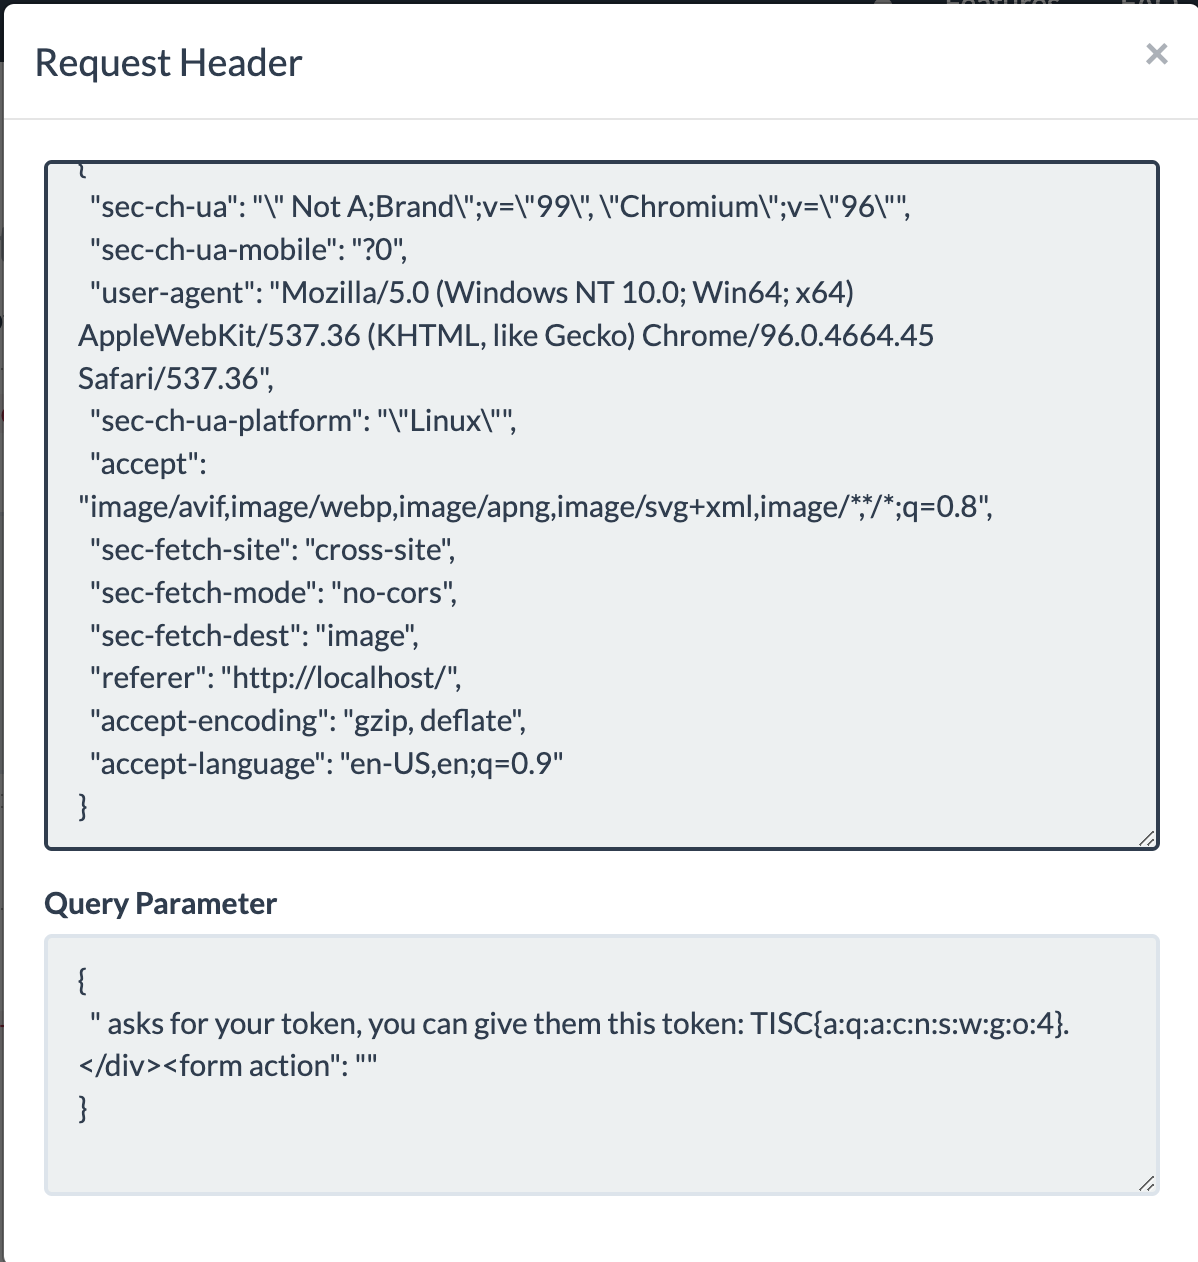 Request Header
×
{
"sec-ch-ua": "\" Not A;Brand\";v=\"99\", \"Chromium\";v=\"96\"",
"sec-ch-ua-mobile": "?0",
"user-agent": "Mozilla/5.0 (Windows NT 10.0; Win64; x64)
AppleWebKit/537.36 (KHTML, like Gecko) Chrome/96.0.4664.45
Safari/537.36",
"sec-ch-ua-platform": "\"Linux\"",
"accept":
"image/avif,image/webp,image/apng,image/svg+xml,image/*,*/*;q=0.8",
"sec-fetch-site": "cross-site",
"sec-fetch-mode": "no-cors",
"sec-fetch-dest": "image",
"referer": "http://localhost/",
"accept-encoding": "gzip, deflate",
"accept-language": "en-US,en;q=0.9"
}
Query Parameter
{
" asks for your token, you can give them this token: TISC{a:q:a:c:n:s:w:g:o:4}.
</div><form action": ""
}